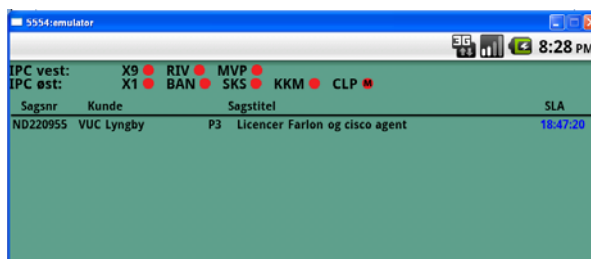 5554:emulator
3G 8:28 PM
IPC vest: X9 RIV MVP
IPC øst: X1 BAN SKS KKM CLP M
Sagsnr Kunde Sagstitel SLA
ND220955 VUC Lyngby P3 Licencer Farlon og cisco agent 18:47:20